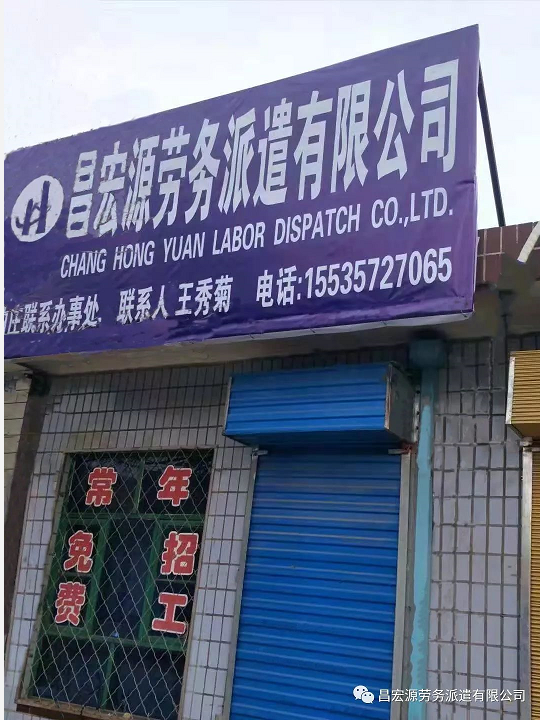 昌宏源劳务派遣有限公司
CHANG HONG YUAN LABOR DISPATCH CO.,LTD.
庄联系办事处、联系人 王秀菊 电话:15535727065
常年招工
免费
昌宏源劳务派遣有限公司